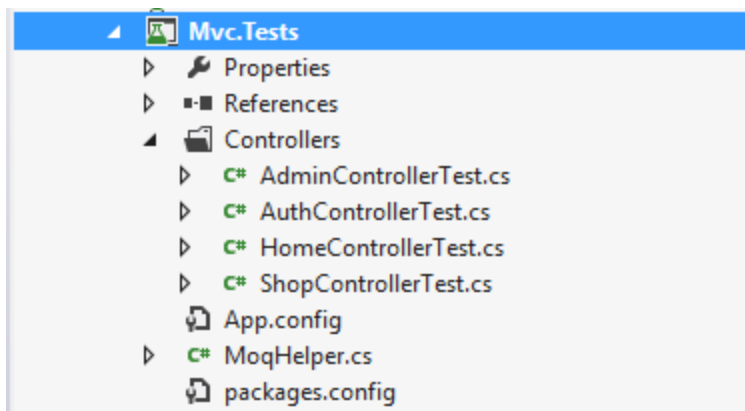 Mvc.Tests
Properties
References
Controllers
C# AdminControllerTest.cs
C# AuthControllerTest.cs
C# HomeControllerTest.cs
C# ShopControllerTest.cs
App.config
C# MoqHelper.cs
packages.config